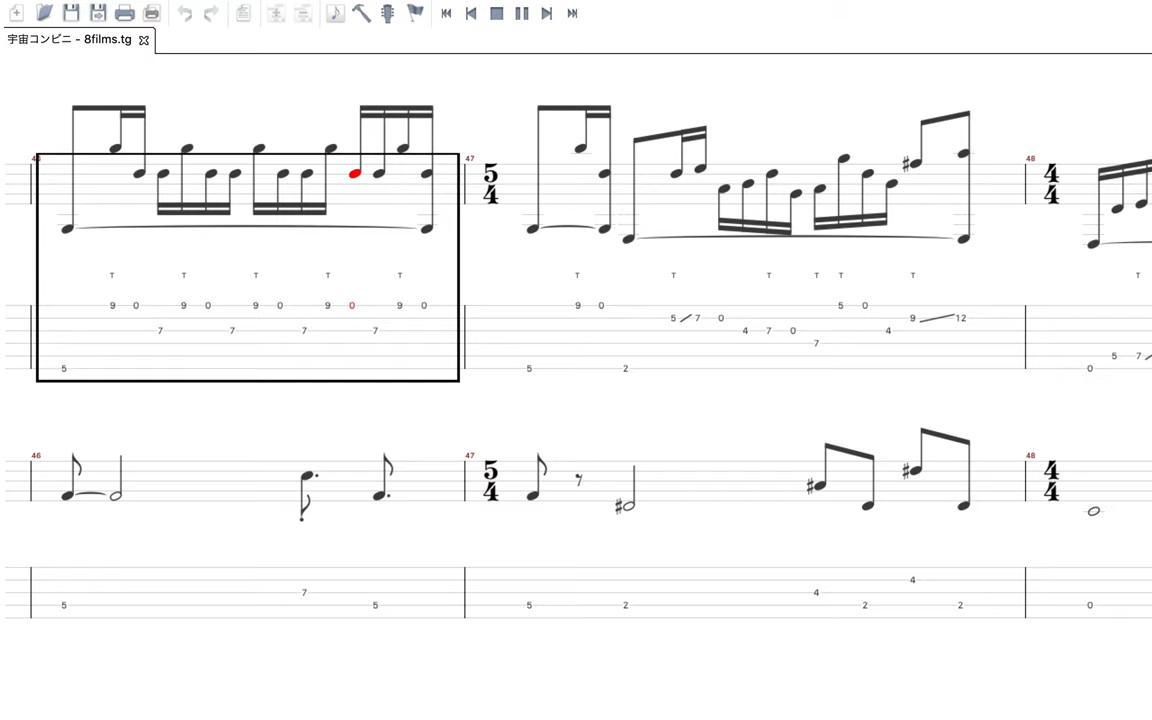 宇宙コンビニ - 8films.tg
47 48
5 4 4 4
T T T T T T T T T T T T
9 0 9 0 9 0 9 0 9 0 9 0 5 0
5 7 0 9 12
7 7 7 7 4 7 0 4
7
5 7
5 5 2 0
46 47 48
5 4 4 4
4
7 4
5 5 5 2 2 2 0